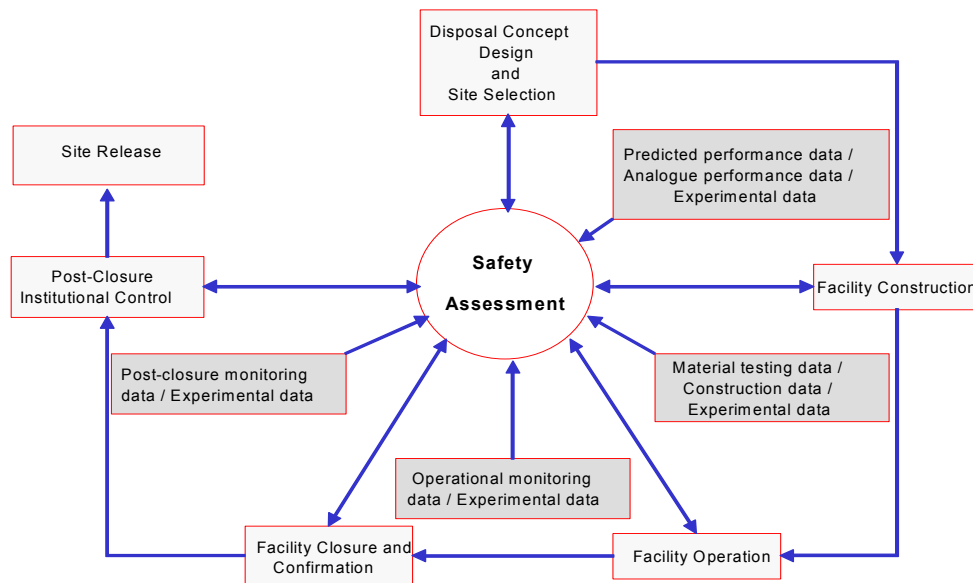 Disposal Concept
Design
and
Site Selection
Site Release
Predicted performance data /
Analogue performance data /
Experimental data
Safety
Assessment
Post-Closure
Institutional Control
Facility Construction
Post-closure monitoring
data / Experimental data
Material testing data /
Construction data /
Experimental data
Operational monitoring
data / Experimental data
Facility Closure and
Confirmation
Facility Operation